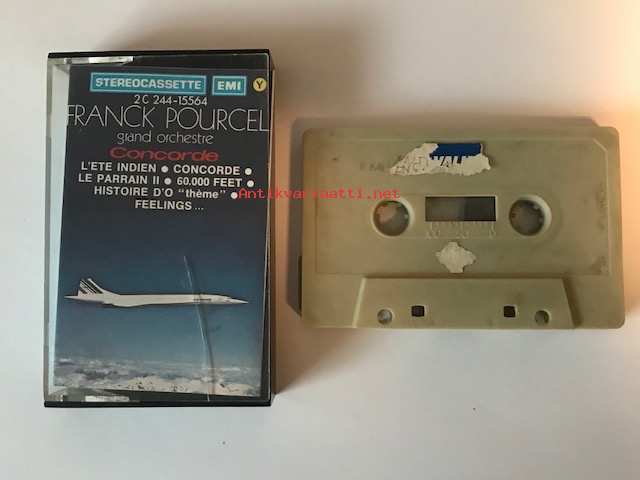 STEREOCASSETTE EMI Y
2C 244-15564
FRANCK POURCEL
grand orchestre
Concorde
L'ETE INDIEN • CONCORDE •
LE PARRAIN II • 60.000 FEET •
HISTOIRE D'O "thème" •
FEELINGS...
Antikvariaatti.net